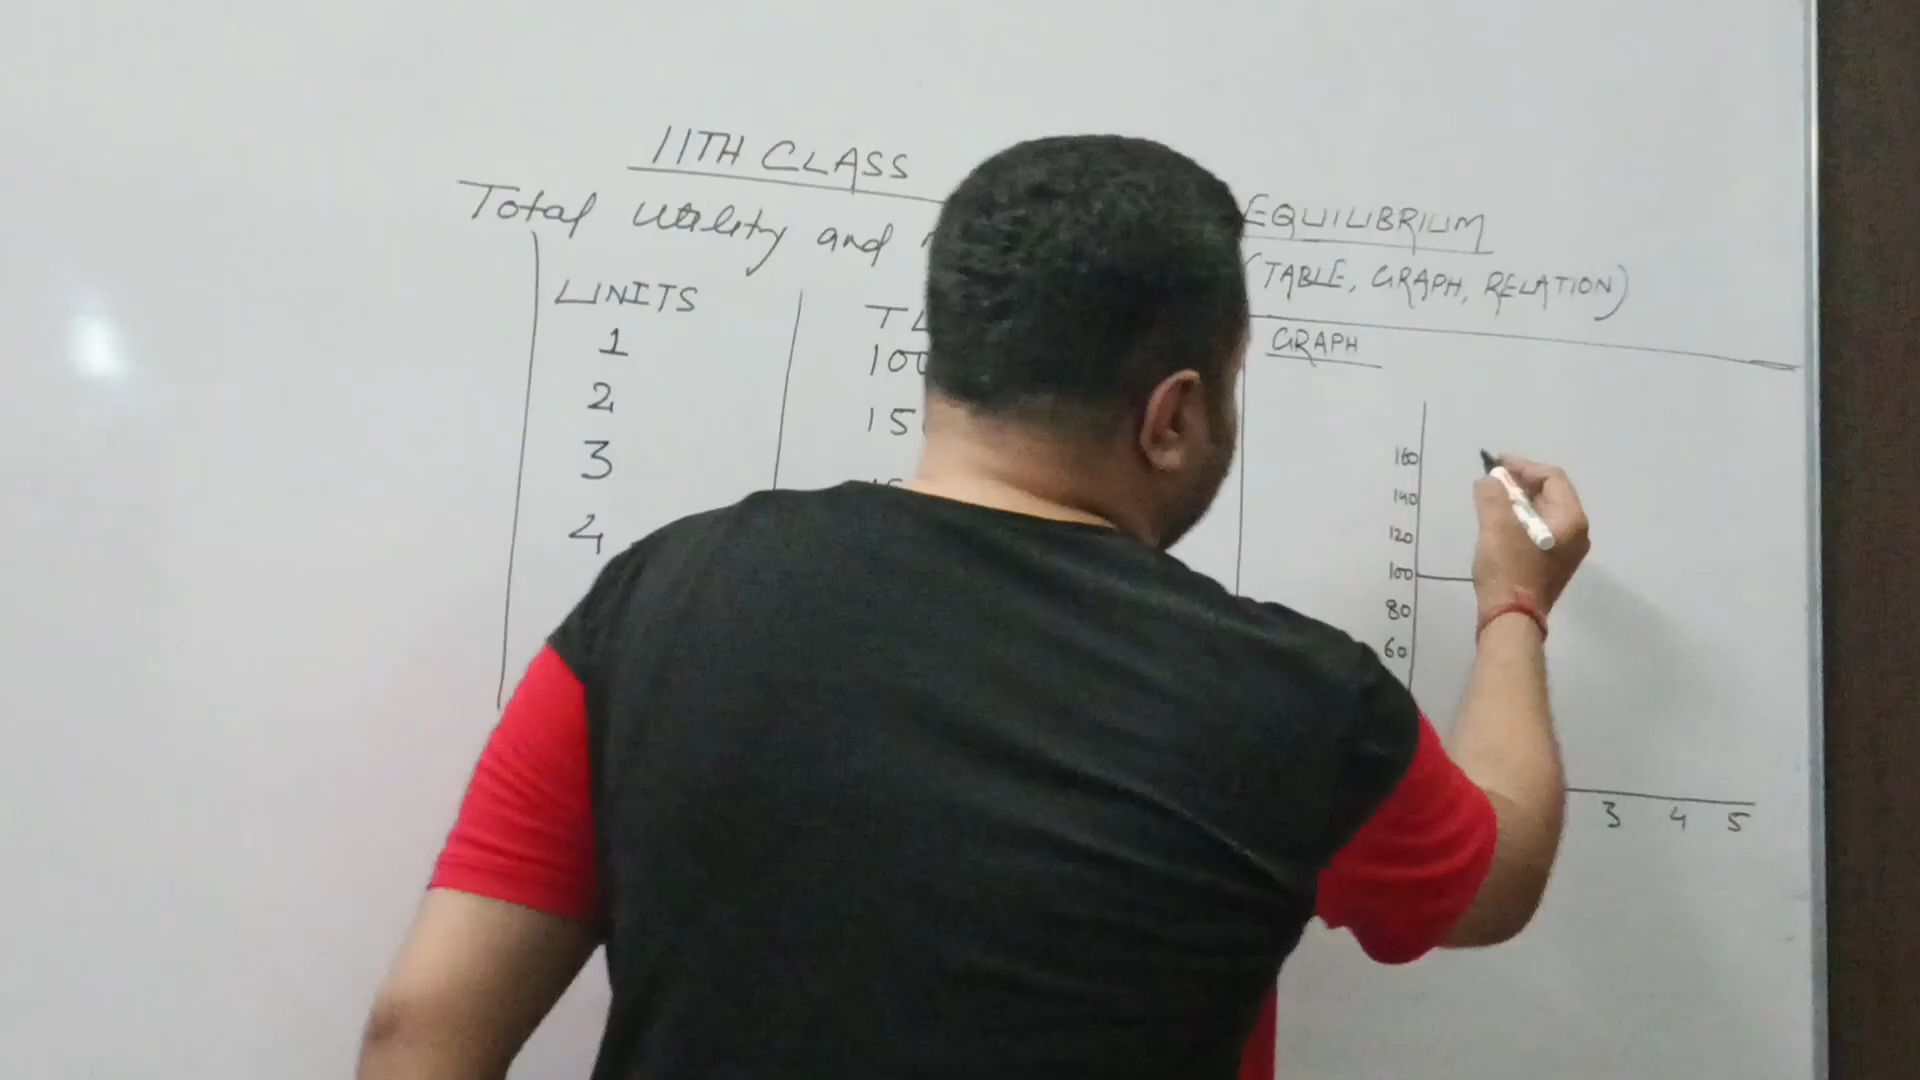 11TH CLASS
EQUILIBRIUM
Total Utility and
(TABLE, GRAPH, RELATION)
UNITS
GRAPH
1
100
2
3
4
160
140
120
100
80
60
3 4 5